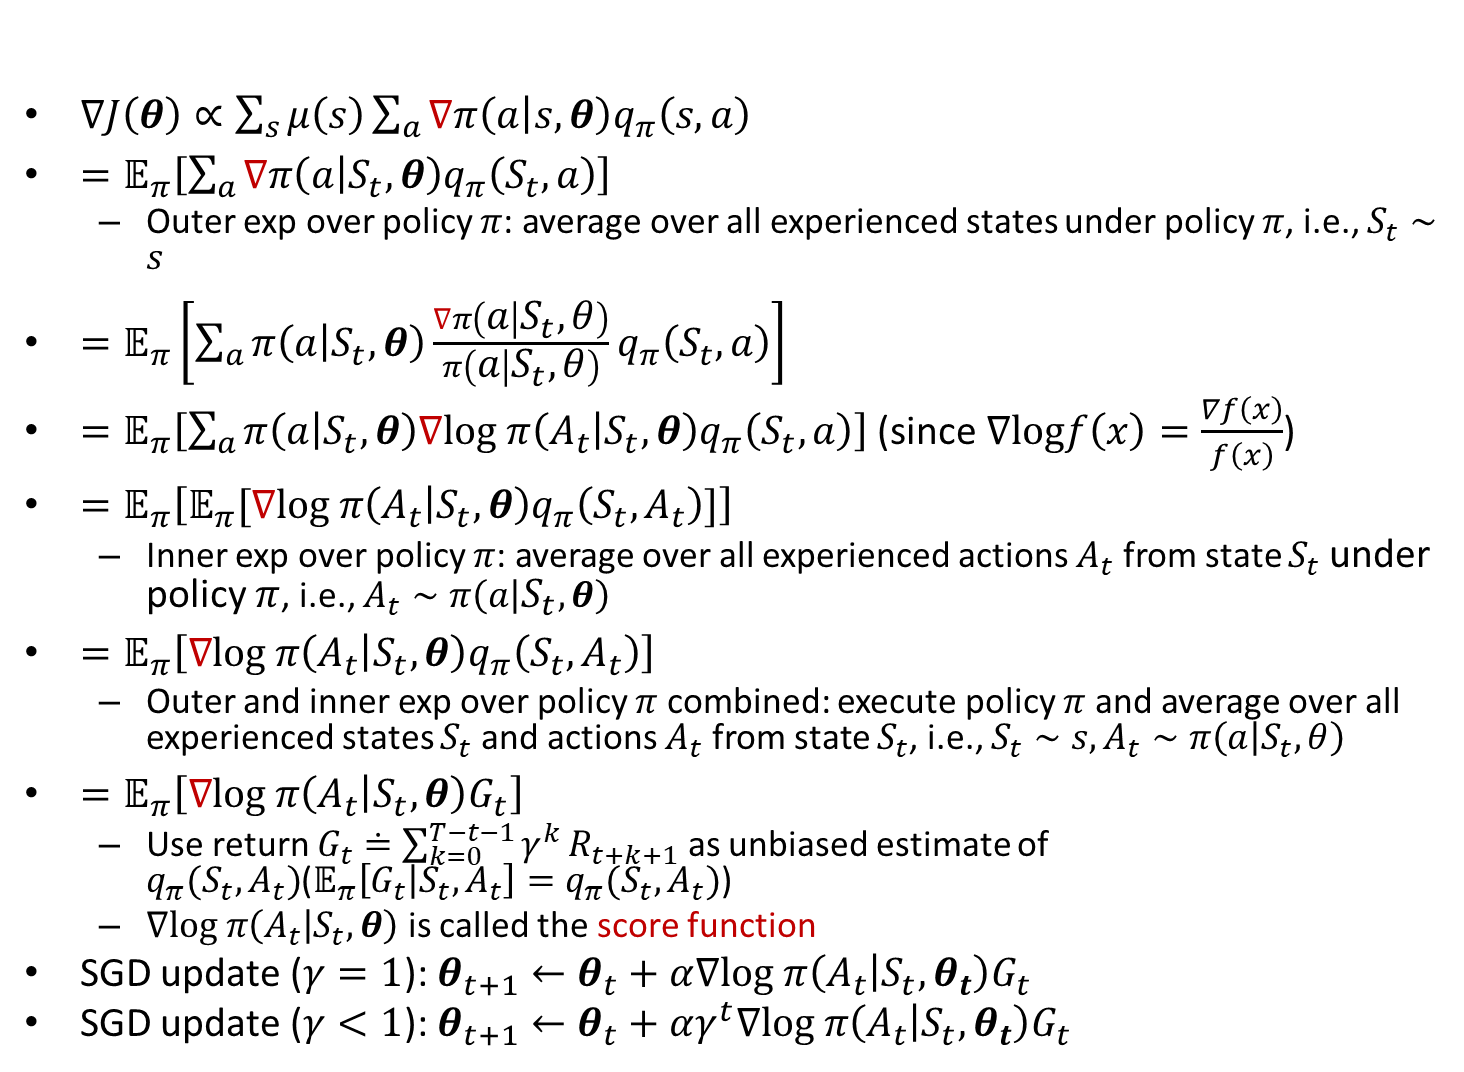 • ∇J(𝜽) ∝ ∑ₛ μ(s) ∑ₐ ∇π(a|s, 𝜽)q_π(s, a)
• = 𝔼_π[∑ₐ ∇π(a|S_t, 𝜽)q_π(S_t, a)]
– Outer exp over policy π: average over all experienced states under policy π, i.e., S_t ~
s
• = 𝔼_π [∑ₐ π(a|S_t, 𝜽) \frac{∇π(a|S_t, θ)}{π(a|S_t, θ)} q_π(S_t, a)]
• = 𝔼_π[∑ₐ π(a|S_t, 𝜽)∇log π(A_t|S_t, 𝜽)q_π(S_t, a)] (since ∇logf(x) = \frac{∇f(x)}{f(x)})
• = 𝔼_π[𝔼_π[∇log π(A_t|S_t, 𝜽)q_π(S_t, A_t)]]
– Inner exp over policy π: average over all experienced actions A_t from state S_t under
policy π, i.e., A_t ~ π(a|S_t, 𝜽)
• = 𝔼_π[∇log π(A_t|S_t, 𝜽)q_π(S_t, A_t)]
– Outer and inner exp over policy π combined: execute policy π and average over all
experienced states S_t and actions A_t from state S_t, i.e., S_t ~ s, A_t ~ π(a|S_t, θ)
• = 𝔼_π[∇log π(A_t|S_t, 𝜽)G_t]
– Use return G_t ≐ ∑_{k=0}^{T−t−1} γ^k R_{t+k+1} as unbiased estimate of
q_π(S_t, A_t)(𝔼_π[G_t|S_t, A_t] = q_π(S_t, A_t))
– ∇log π(A_t|S_t, 𝜽) is called the score function
• SGD update (γ = 1): 𝜽_{t+1} ← 𝜽_t + α∇log π(A_t|S_t, 𝜽_𝒕)G_t
• SGD update (γ < 1): 𝜽_{t+1} ← 𝜽_t + αγ^t∇log π(A_t|S_t, 𝜽_𝒕)G_t